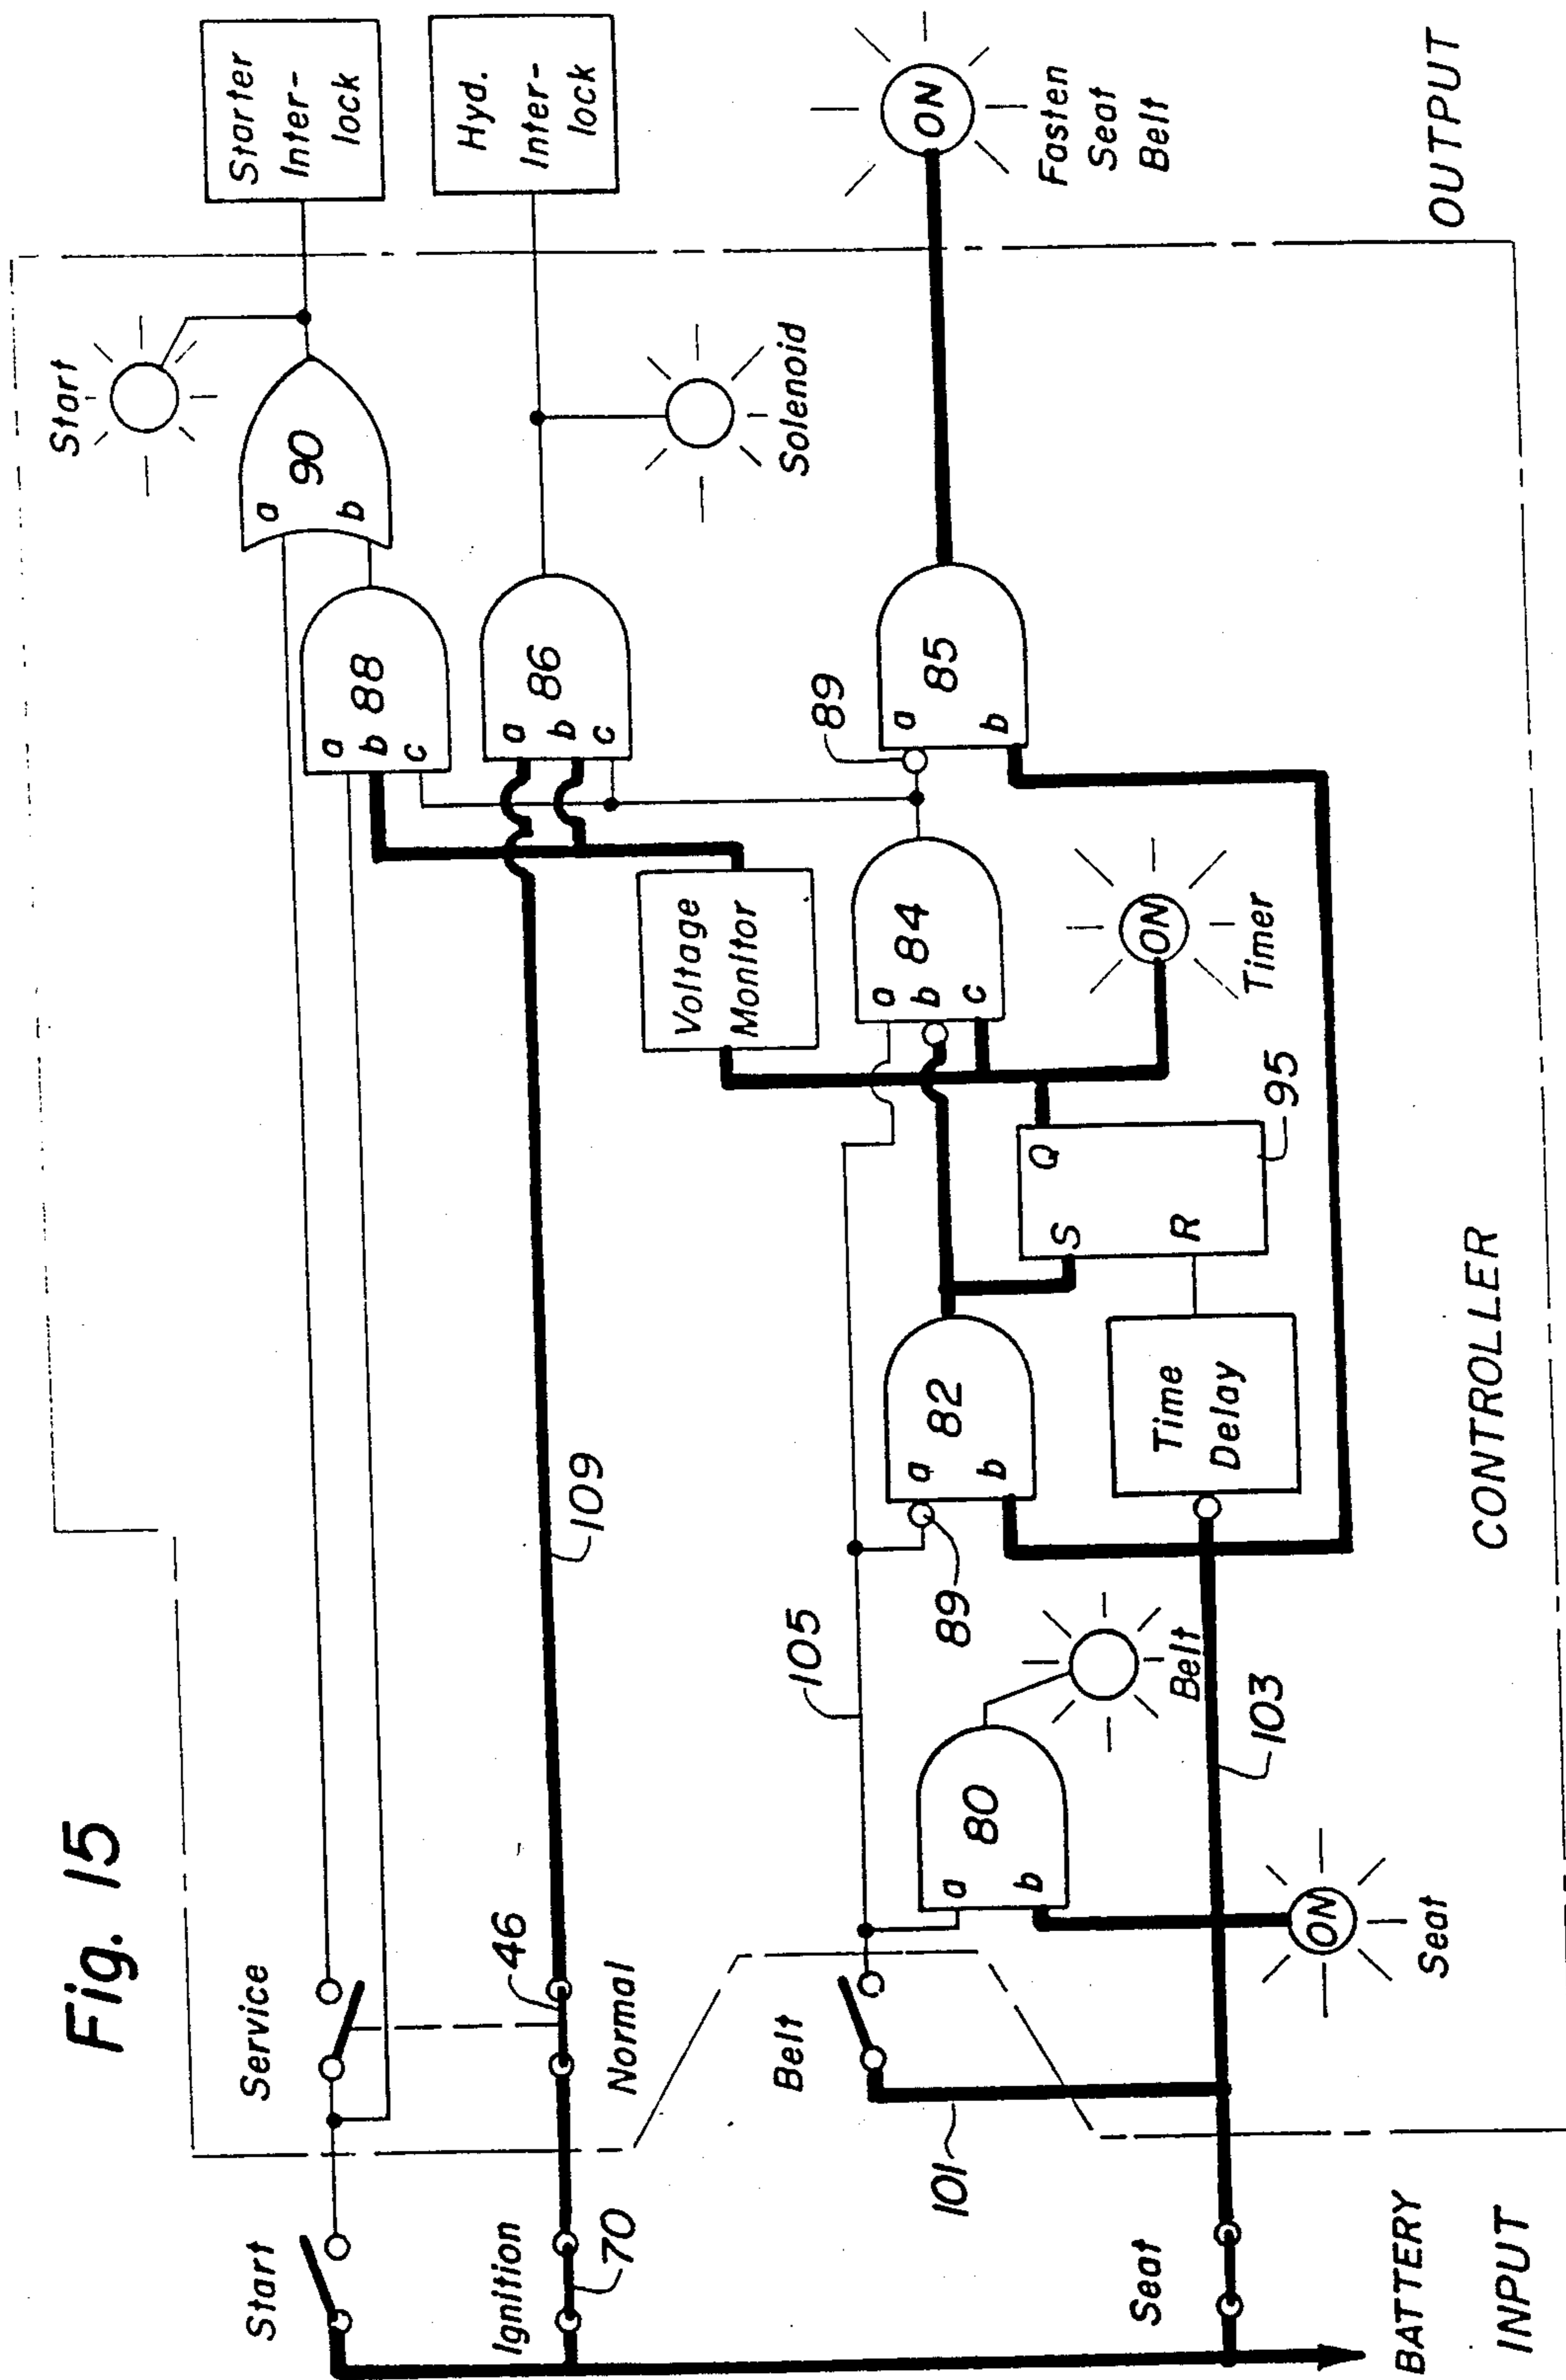 Fig. 15
Start
Service
Ignition
70
Normal
46
109
Belt
101
105
Seat
103
BATTERY
INPUT
CONTROLLER
OUTPUT
a
b
80
Belt
ON
Seat
89
a
b
82
Time
Delay
S
R
Q
95
ON
Timer
Voltage
Monitor
a
b
c
84
89
a
b
85
a
b
c
86
a
b
c
88
a
b
90
Start
Solenoid
Starter
Inter-
lock
Hyd.
Inter-
lock
ON
Fasten
Seat
Belt